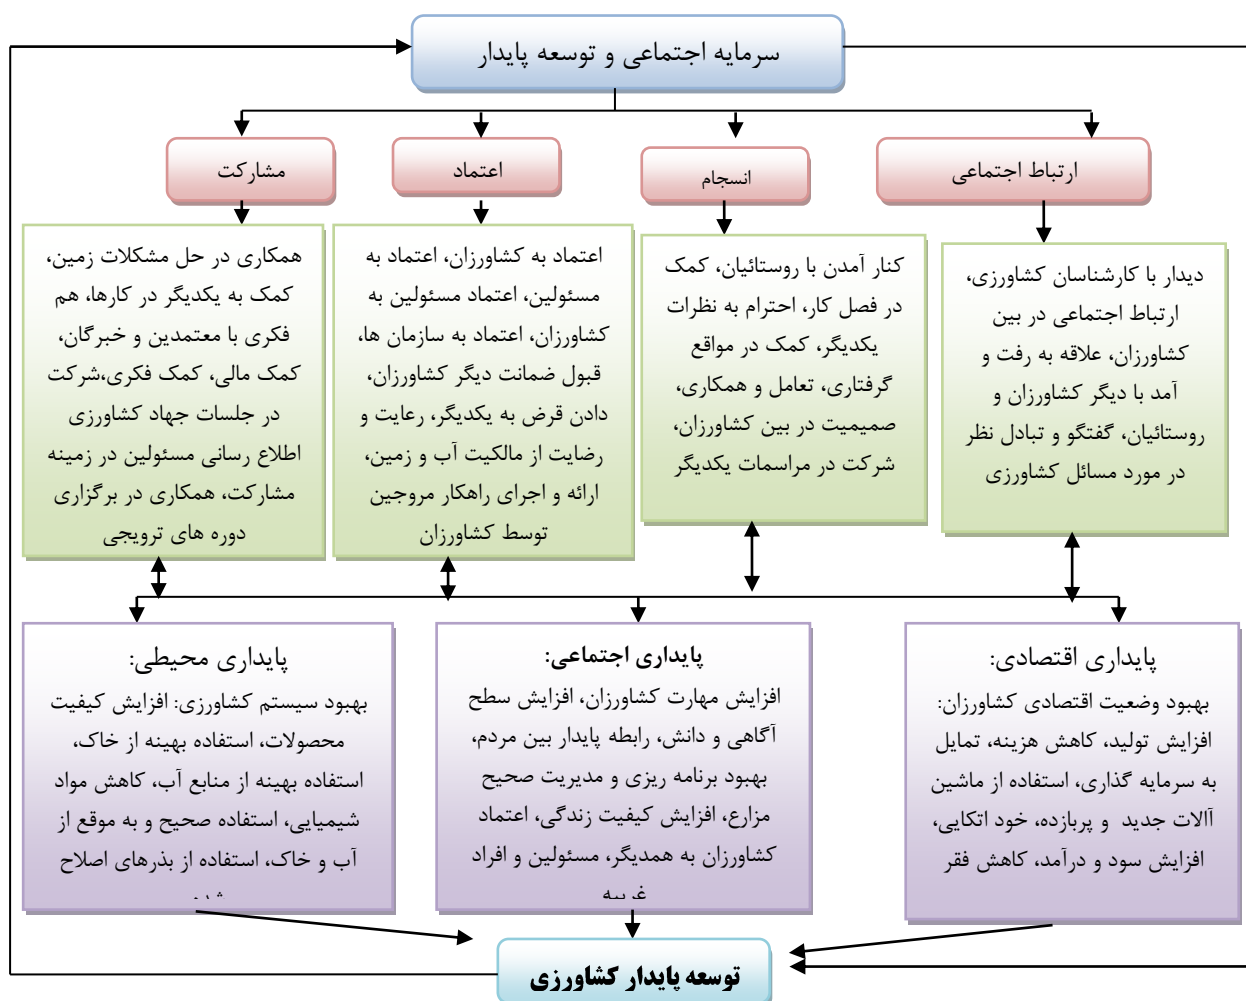 سرمایه اجتماعی و توسعه پایدار
ارتباط اجتماعی
انسجام
اعتماد
مشارکت
دیدار با کارشناسان کشاورزی،
ارتباط اجتماعی در بین
کشاورزان، علاقه به رفت و
آمد با دیگر کشاورزان و
روستائیان، گفتگو و تبادل نظر
در مورد مسائل کشاورزی
کنار آمدن با روستائیان، کمک
در فصل کار، احترام به نظرات
یکدیگر، کمک در مواقع
گرفتاری، تعامل و همکاری،
صمیمیت در بین کشاورزان،
شرکت در مراسمات یکدیگر
اعتماد به کشاورزان، اعتماد به
مسئولین، اعتماد مسئولین به
کشاورزان، اعتماد به سازمان ها،
قبول ضمانت دیگر کشاورزان،
دادن قرض به یکدیگر، رعایت و
رضایت از مالکیت آب و زمین،
ارائه و اجرای راهکار مروجین
توسط کشاورزان
همکاری در حل مشکلات زمین،
کمک به یکدیگر در کارها، هم
فکری با معتمدین و خبرگان،
کمک مالی، کمک فکری،شرکت
در جلسات جهاد کشاورزی
اطلاع رسانی مسئولین در زمینه
مشارکت، همکاری در برگزاری
دوره های ترویجی
پایداری اقتصادی:
بهبود وضعیت اقتصادی کشاورزان:
افزایش تولید، کاهش هزینه، تمایل
به سرمایه گذاری، استفاده از ماشین
آالات جدید و پربازده، خود اتکایی،
افزایش سود و درآمد، کاهش فقر
پایداری اجتماعی:
افزایش مهارت کشاورزان، افزایش سطح
آگاهی و دانش، رابطه پایدار بین مردم،
بهبود برنامه ریزی و مدیریت صحیح
مزارع، افزایش کیفیت زندگی، اعتماد
کشاورزان به همدیگر، مسئولین و افراد
غریبه
پایداری محیطی:
بهبود سیستم کشاورزی: افزایش کیفیت
محصولات، استفاده بهینه از خاک،
استفاده بهینه از منابع آب، کاهش مواد
شیمیایی، استفاده صحیح و به موقع از
آب و خاک، استفاده از بذرهای اصلاح
شده
توسعه پایدار کشاورزی